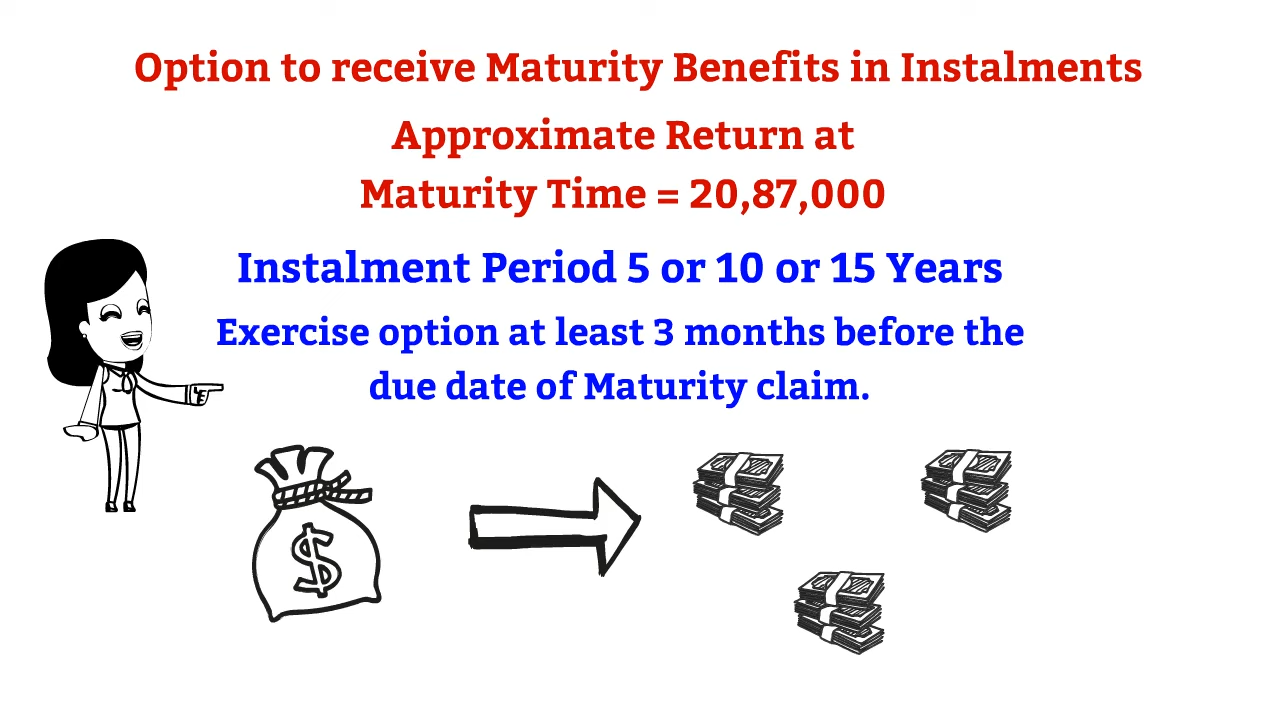 Option to receive Maturity Benefits in Instalments
Approximate Return at
Maturity Time = 20,87,000
Instalment Period 5 or 10 or 15 Years
Exercise option at least 3 months before the
due date of Maturity claim.
$